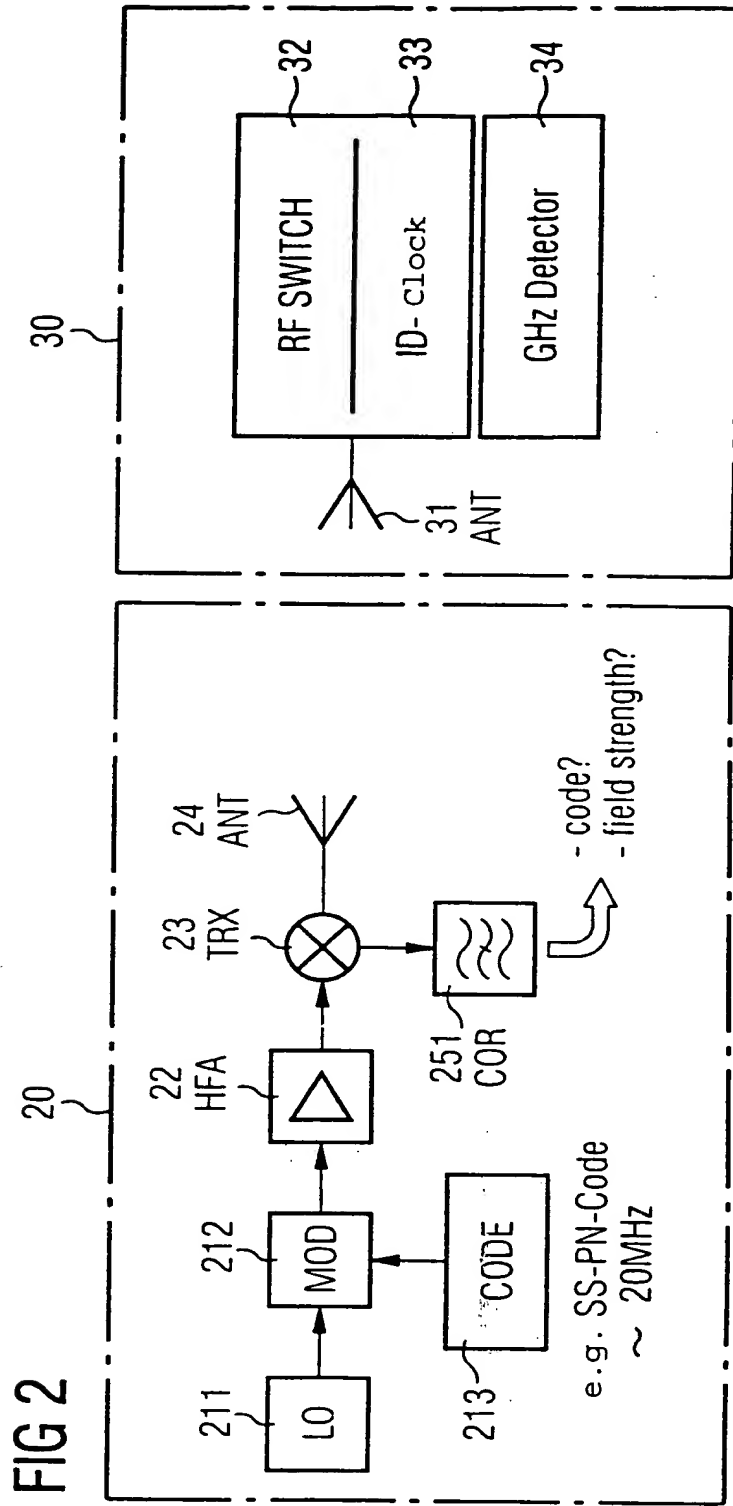 FIG 2
20
211
LO
212
MOD
22
HFA
23
TRX
24
ANT
213
CODE
e.g. SS-PN-Code
~ 20MHz
251
COR
- code?
- field strength?
30
31
ANT
RF SWITCH
32
ID-Clock
33
GHz Detector
34